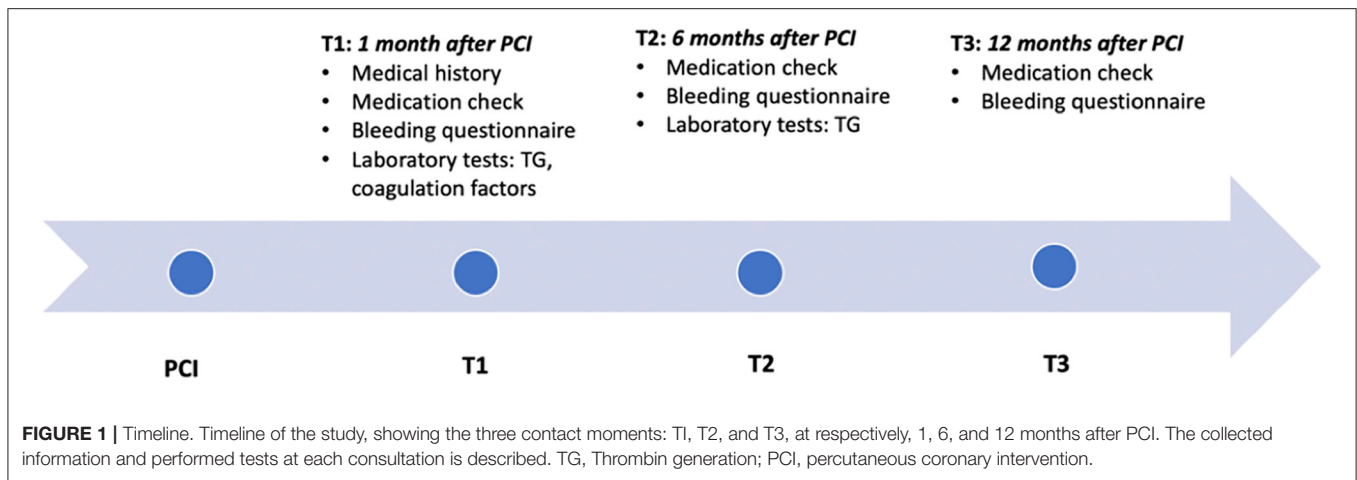 T1: 1 month after PCI
• Medical history
• Medication check
• Bleeding questionnaire
• Laboratory tests: TG,
coagulation factors
T2: 6 months after PCI
• Medication check
• Bleeding questionnaire
• Laboratory tests: TG
T3: 12 months after PCI
• Medication check
• Bleeding questionnaire
PCI
T1
T2
T3
FIGURE 1 | Timeline. Timeline of the study, showing the three contact moments: TI, T2, and T3, at respectively, 1, 6, and 12 months after PCI. The collected
information and performed tests at each consultation is described. TG, Thrombin generation; PCI, percutaneous coronary intervention.